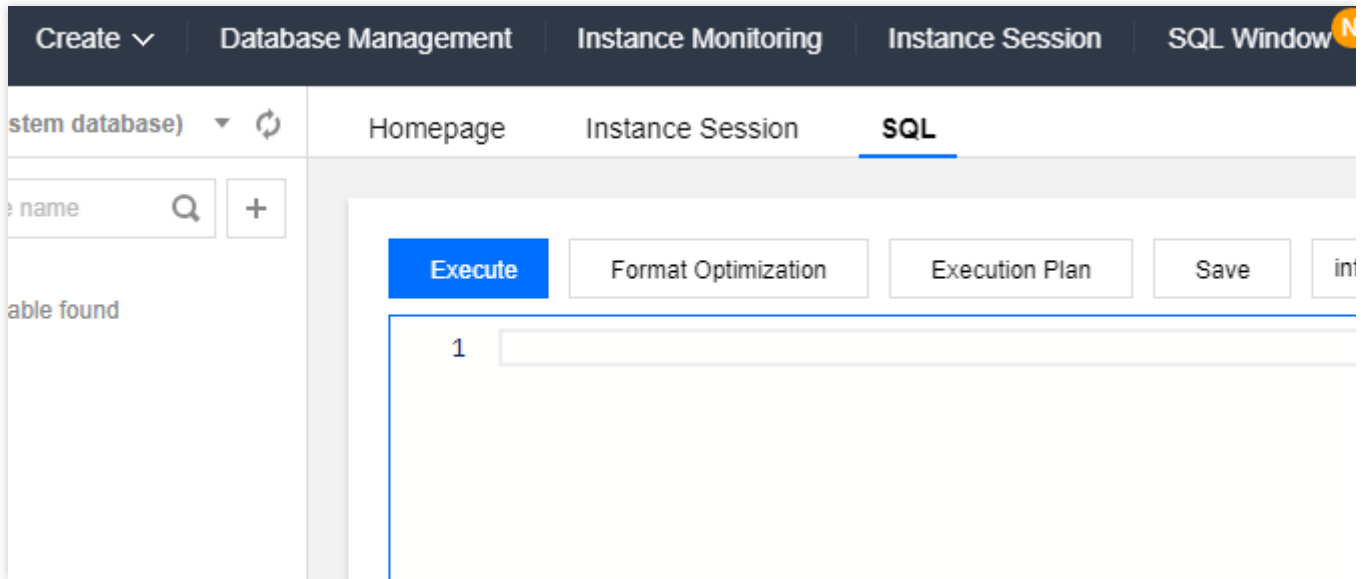 Create Database Management Instance Monitoring Instance Session SQL Window
stem database)
Homepage Instance Session SQL
name
Execute Format Optimization Execution Plan Save
able found
1